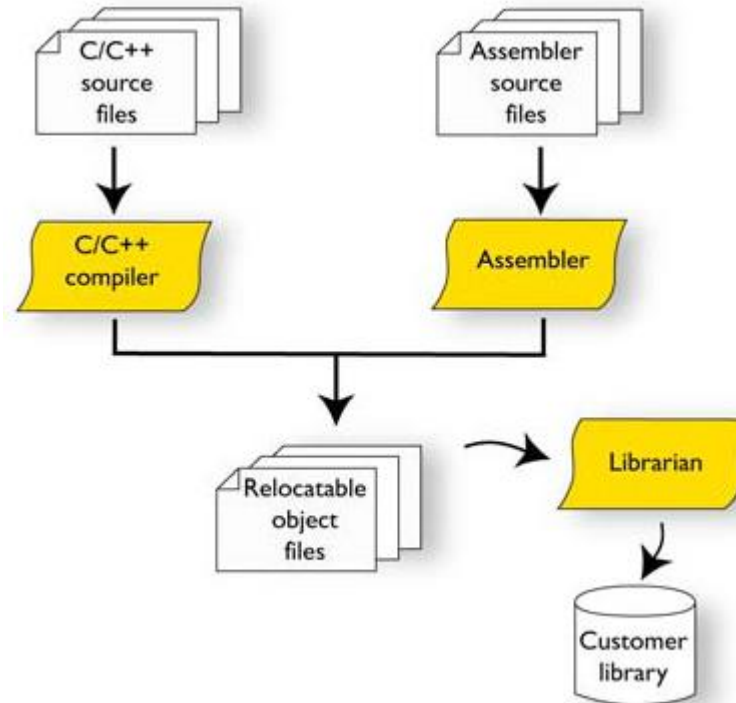 C/C++
source
files
Assembler
source
files
C/C++
compiler
Assembler
Relocatable
object
files
Librarian
Customer
library